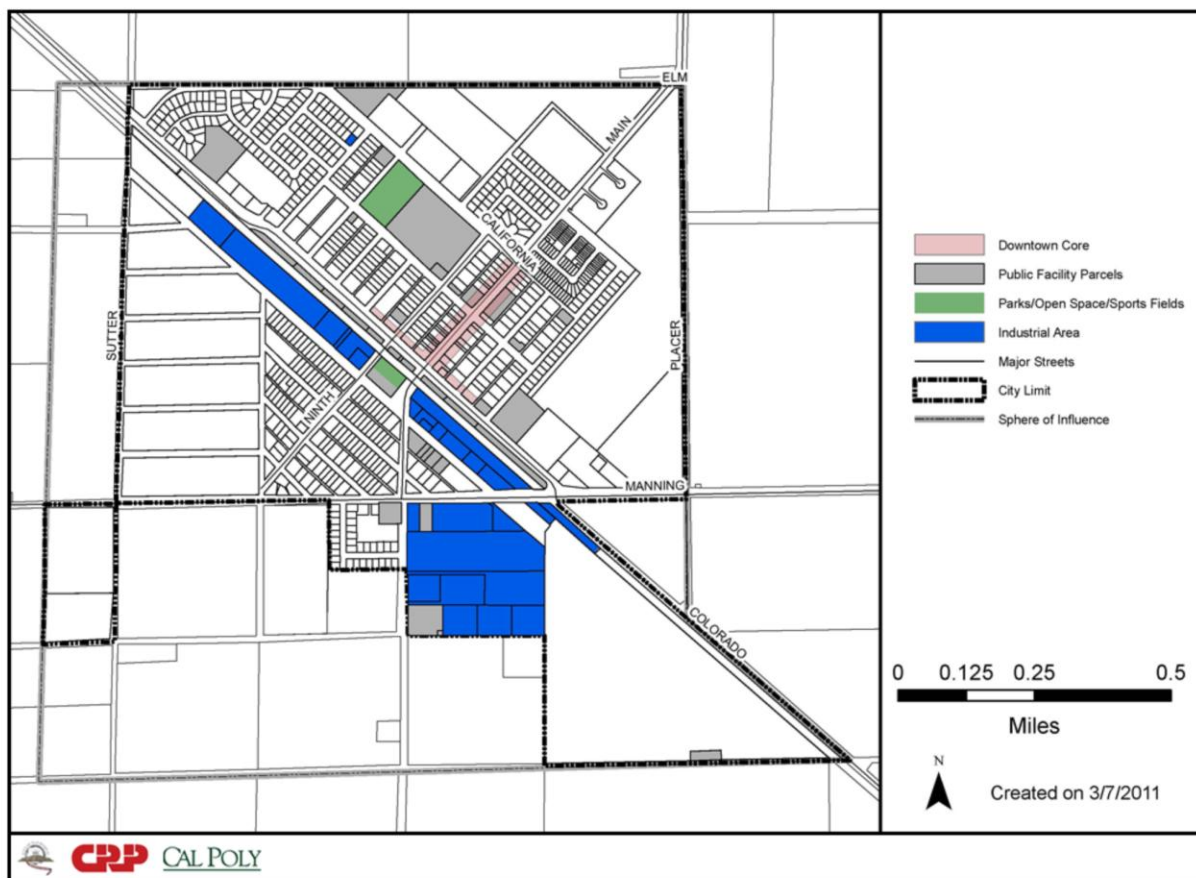 ELM
MAIN
CALIFORNIA
SUTTER
PLACER
NINTH
MANNING
COLORADO
Downtown Core
Public Facility Parcels
Parks/Open Space/Sports Fields
Industrial Area
Major Streets
City Limit
Sphere of Influence
0 0.125 0.25 0.5
Miles
N
Created on 3/7/2011
CRP CAL POLY